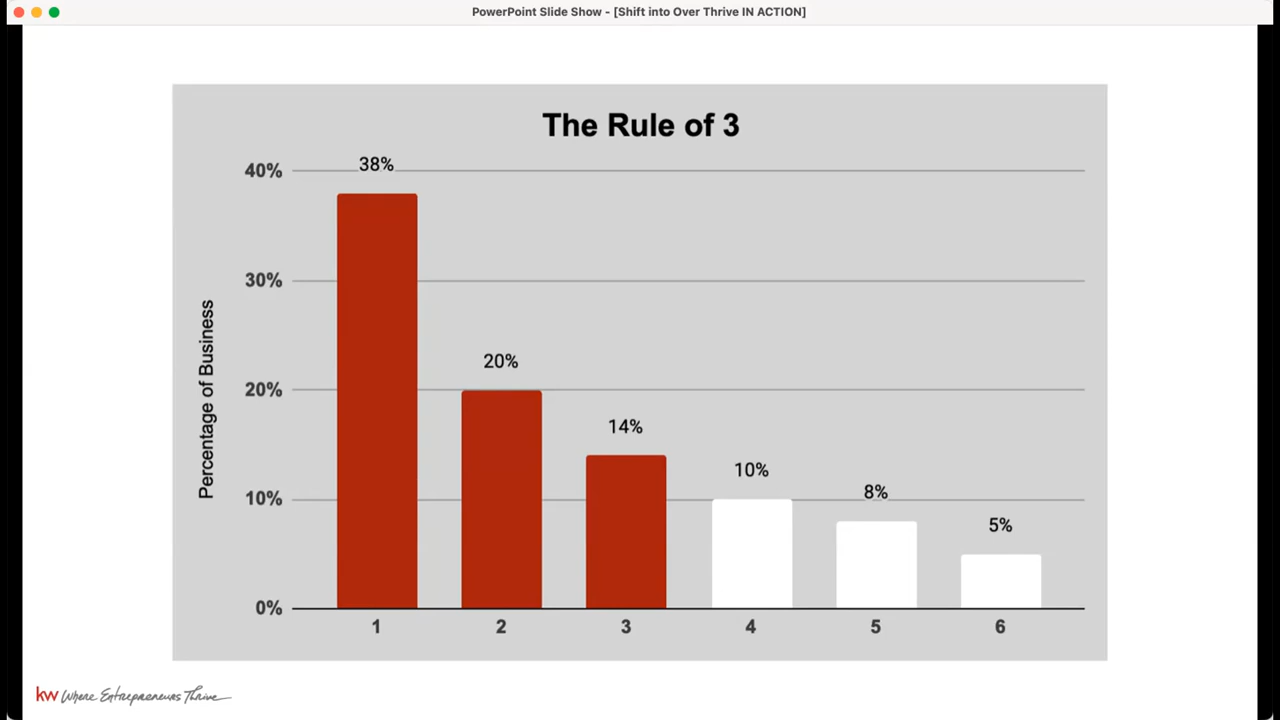 PowerPoint Slide Show - [Shift into Over Thrive IN ACTION]
The Rule of 3
Percentage of Business
40%
30%
20%
10%
0%
38%
20%
14%
10%
8%
5%
1 2 3 4 5 6
kw Where Entrepreneurs Thrive